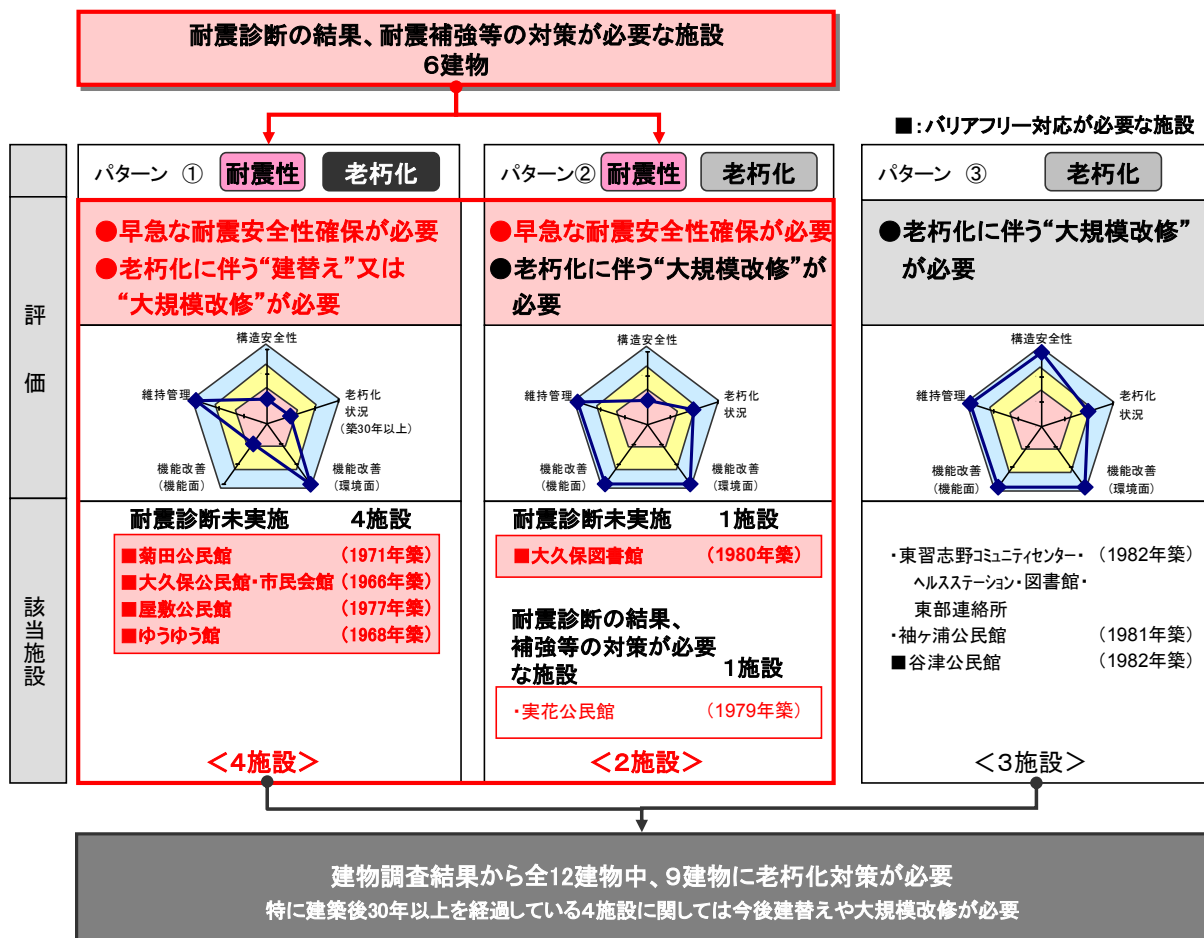 耐震診断の結果、耐震補強等の対策が必要な施設
6建物
■：バリアフリー対応が必要な施設
パターン ① 耐震性 老朽化
パターン② 耐震性 老朽化
パターン ③ 老朽化
評価
●早急な耐震安全性確保が必要
●老朽化に伴う“建替え”又は
“大規模改修”が必要
構造安全性
維持管理
老朽化
状況
(築30年以上)
機能改善
(機能面)
機能改善
(環境面)
●早急な耐震安全性確保が必要
●老朽化に伴う“大規模改修”が
必要
構造安全性
維持管理
老朽化
状況
機能改善
(機能面)
機能改善
(環境面)
●老朽化に伴う“大規模改修”
が必要
構造安全性
維持管理
老朽化
状況
機能改善
(機能面)
機能改善
(環境面)
該当施設
耐震診断未実施 4施設
■菊田公民館 (1971年築)
■大久保公民館・市民会館 (1966年築)
■屋敷公民館 (1977年築)
■ゆうゆう館 (1968年築)
＜4施設＞
耐震診断未実施 1施設
■大久保図書館 (1980年築)
耐震診断の結果、
補強等の対策が必要
な施設 1施設
・実花公民館 (1979年築)
＜2施設＞
・東習志野ｺﾐｭﾆﾃｨｾﾝﾀｰ・ (1982年築)
ﾍﾙｽｽﾃｰｼｮﾝ・図書館・
東部連絡所
・袖ヶ浦公民館 (1981年築)
■谷津公民館 (1982年築)
＜3施設＞
建物調査結果から全12建物中、9建物に老朽化対策が必要
特に建築後30年以上を経過している4施設に関しては今後建替えや大規模改修が必要